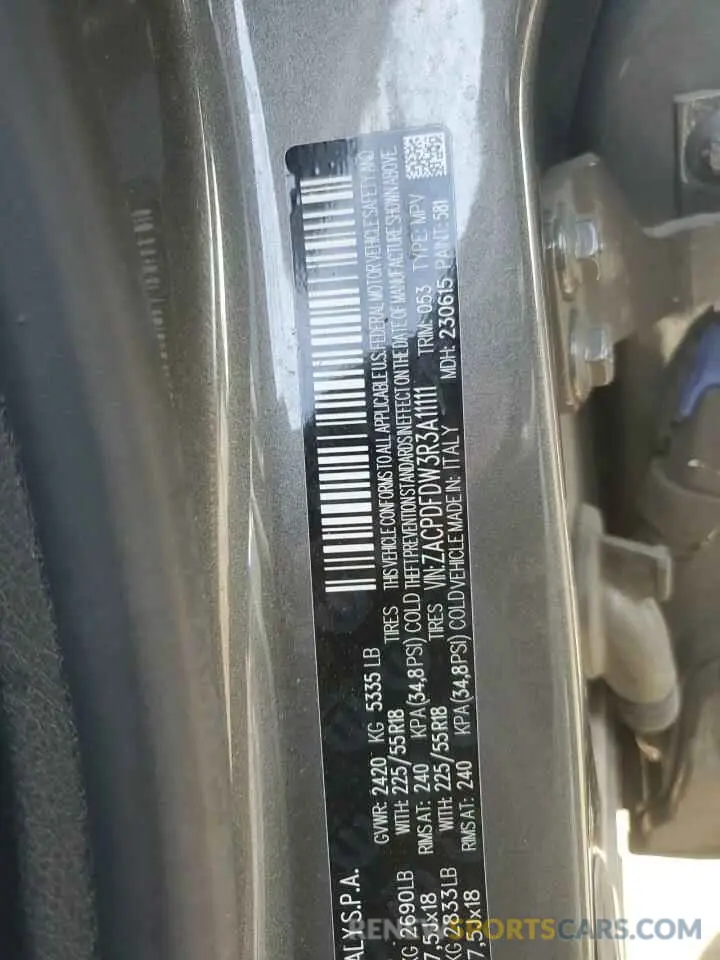 ALY S.P.A.
GVWR: 2420 KG 5335 LB
THIS VEHICLE CONFORMS TO ALL APPLICABLE U.S. FEDERAL MOTOR VEHICLE SAFETY AND
KG 2690LB WITH: 225/55R18 TIRES THEFT PREVENTION STANDARDS IN EFFECT ON THE DATE OF MANUFACTURE SHOWN ABOVE.
7,5Jx18 RIMS AT: 240 KPA (34,8PSI) COLD
VIN: ZACPDFDW3R3A11111 TRIM: 053 TYPE: MPV
KG 2833LB WITH: 225/55R18 TIRES VEHICLE MADE IN: ITALY MDH: 230615 PAINT: 581
7,5Jx18 RIMS AT: 240 KPA (34,8PSI) COLD
RENEWSPORTSCARS.COM